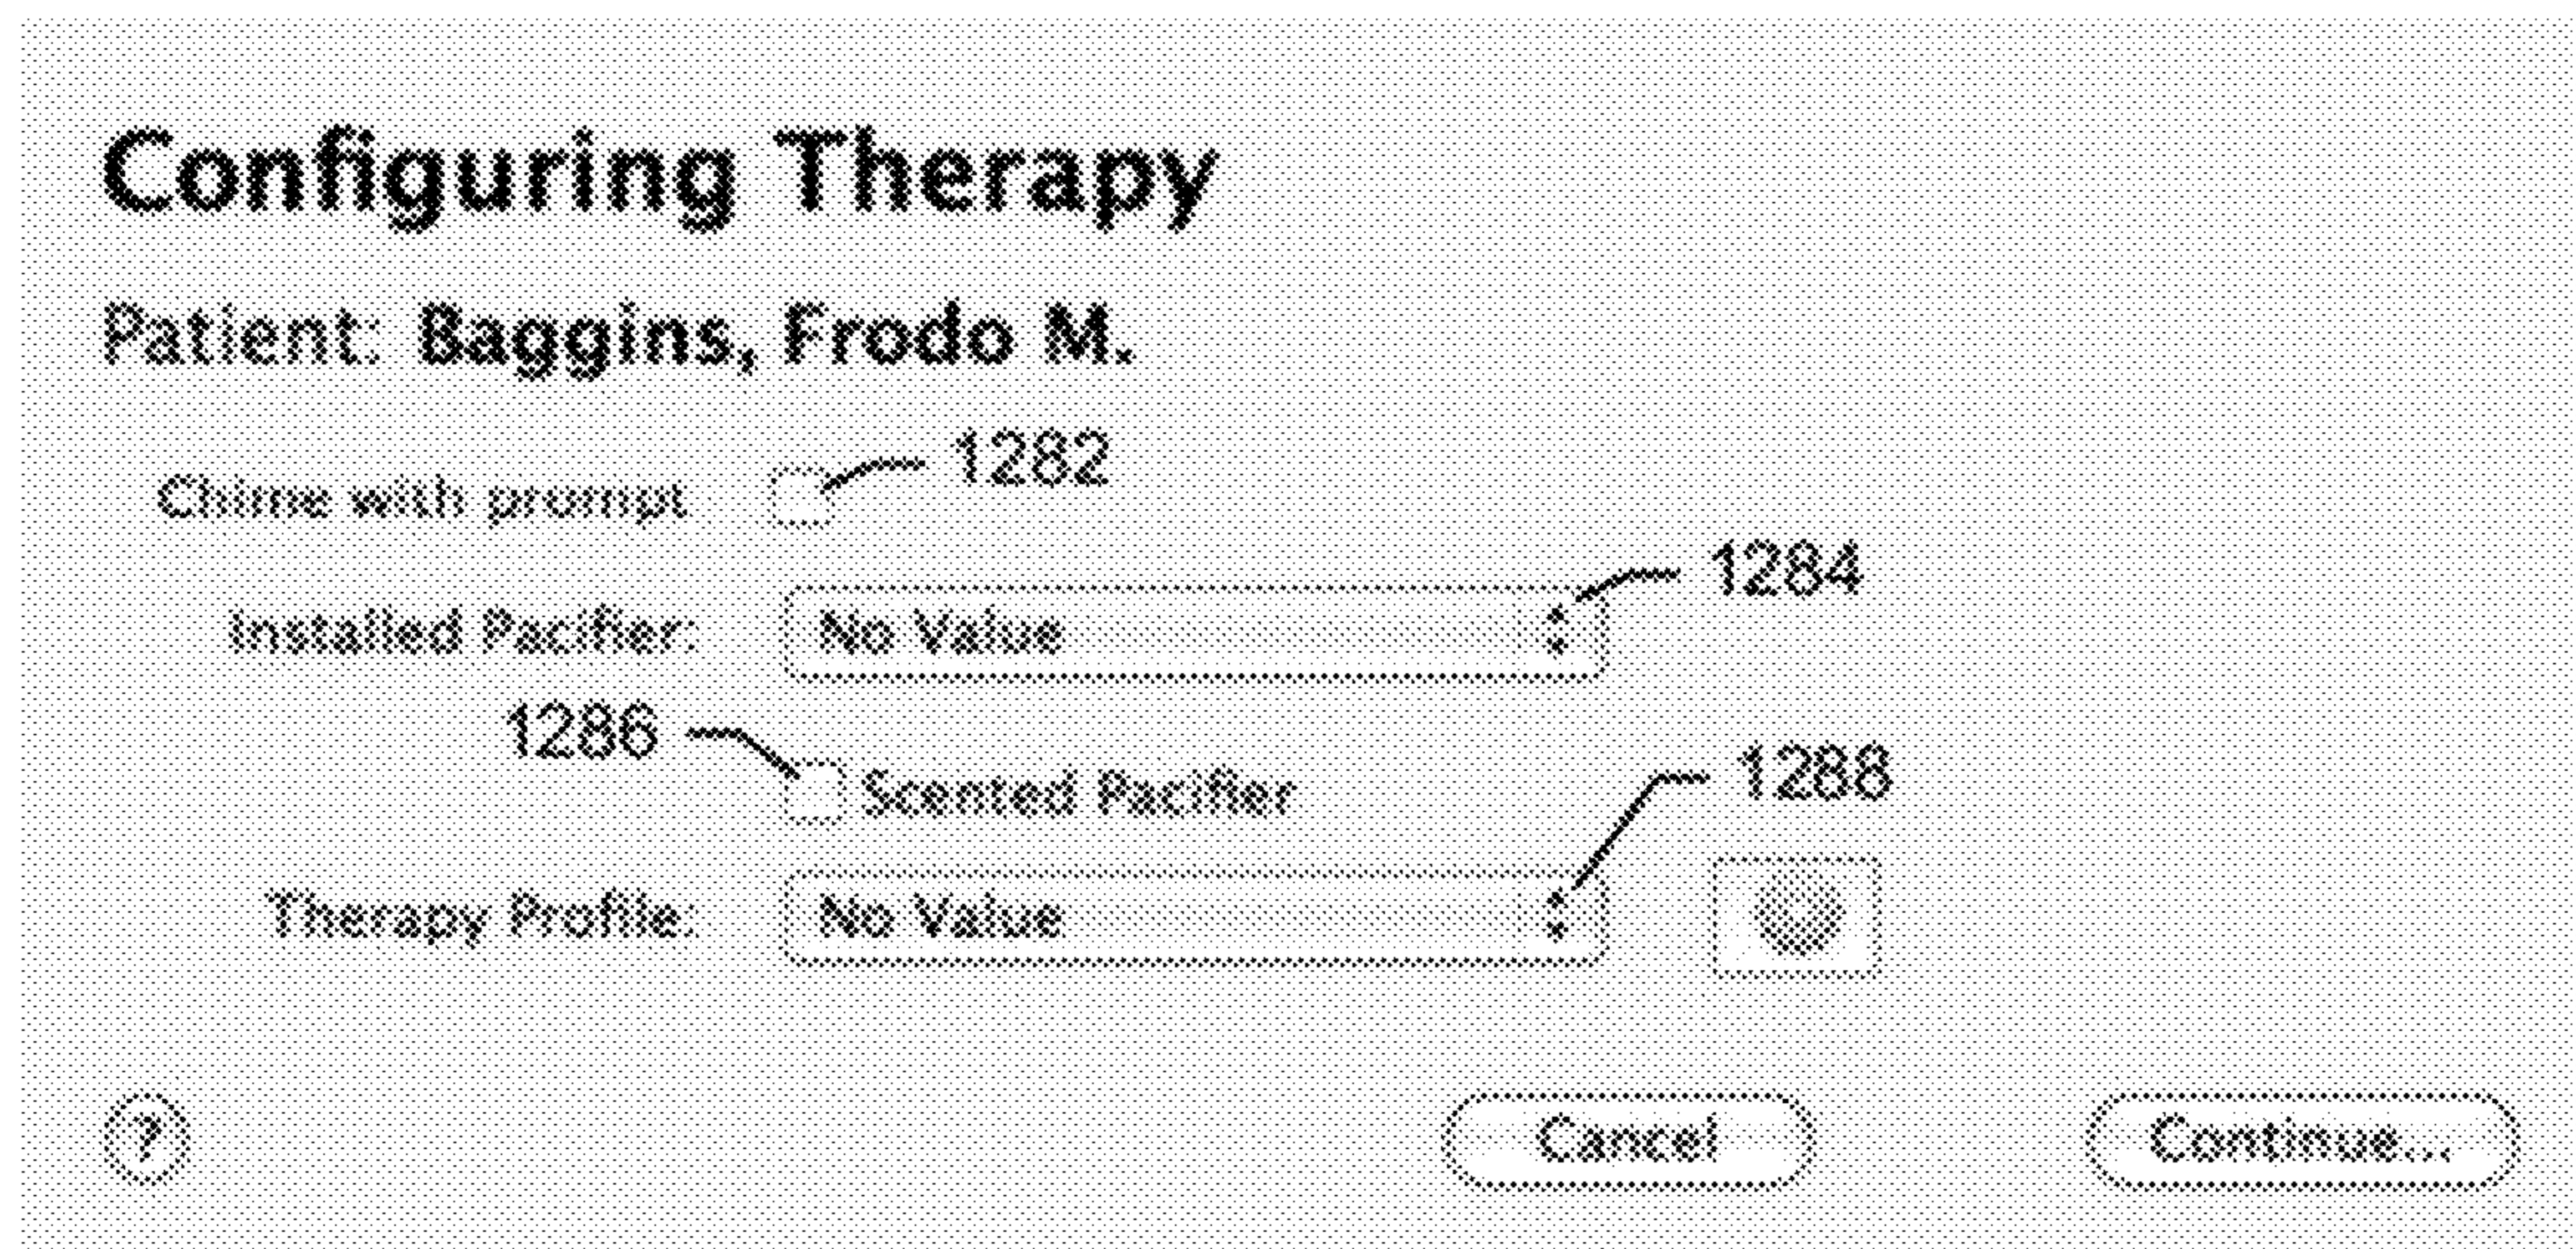 Configuring Therapy
Patient: Baggins, Frodo M.
1282
Chime with prompt
1284
Installed Pacifier: No Value
1286
Scented Pacifier
1288
Therapy Profile: No Value
? Cancel Continue...